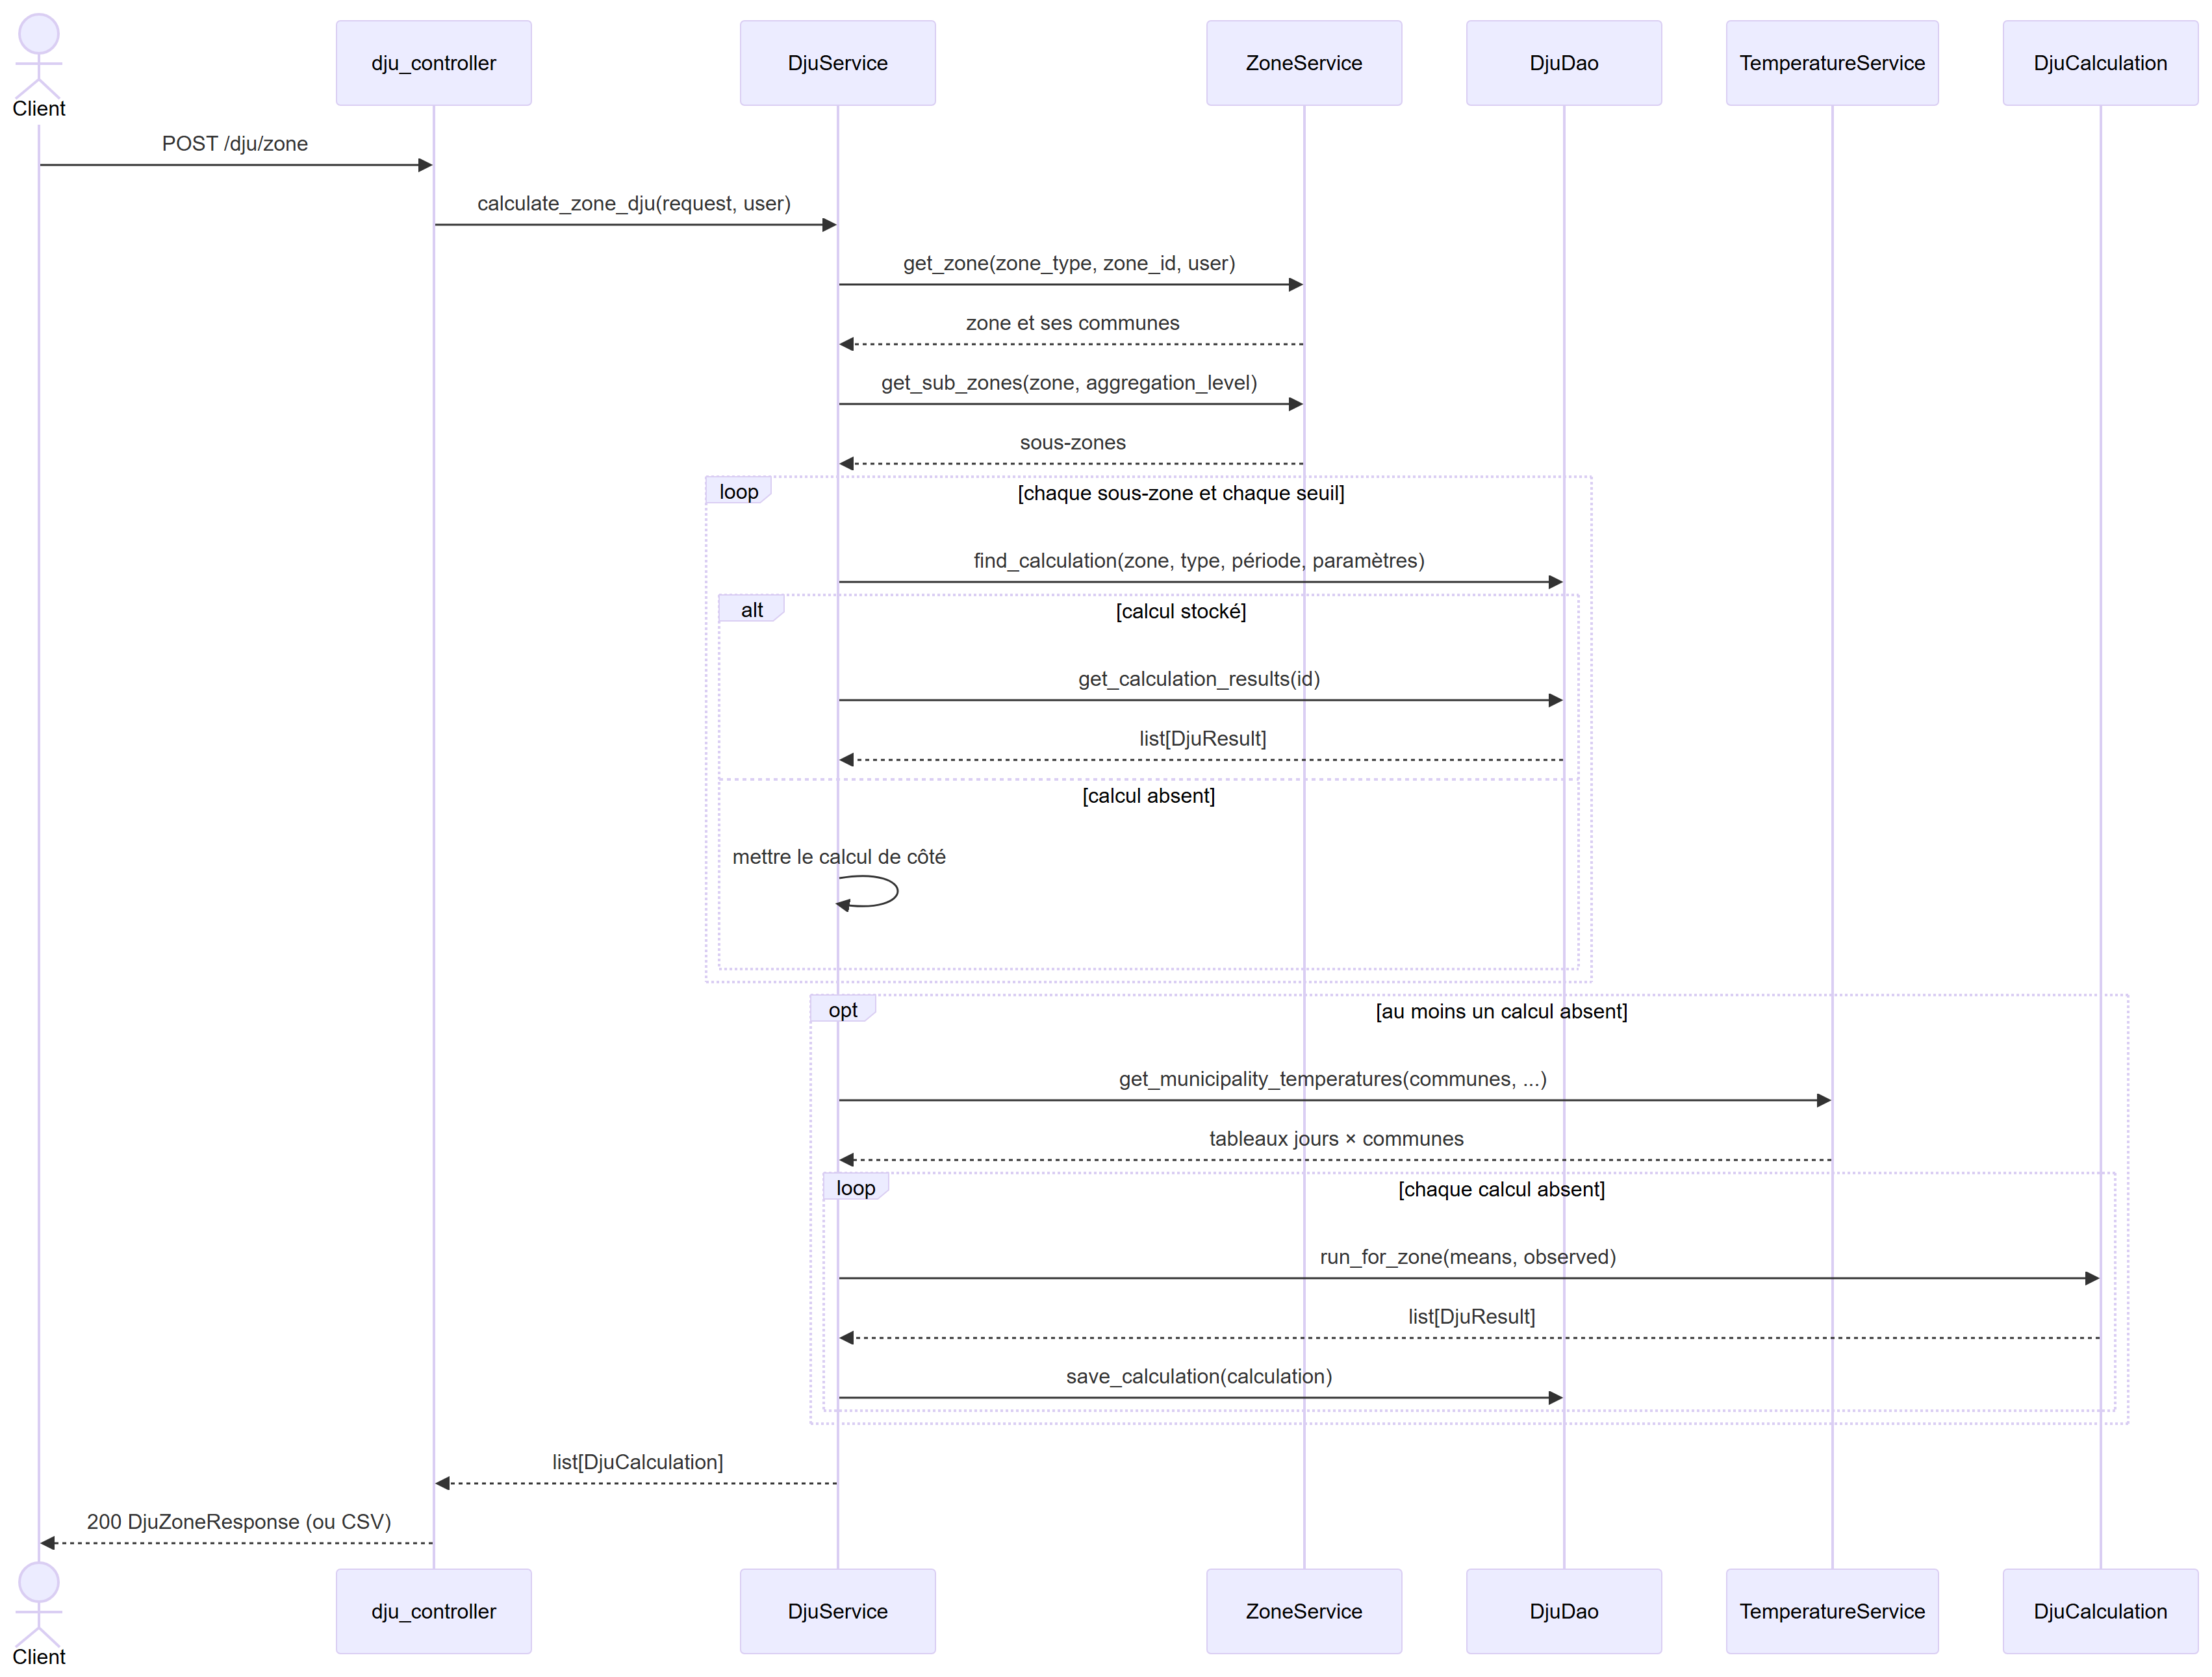 Client
dju_controller
DjuService
ZoneService
DjuDao
TemperatureService
DjuCalculation
POST /dju/zone
calculate_zone_dju(request, user)
get_zone(zone_type, zone_id, user)
zone et ses communes
get_sub_zones(zone, aggregation_level)
sous-zones
loop
[chaque sous-zone et chaque seuil]
find_calculation(zone, type, période, paramètres)
alt
[calcul stocké]
get_calculation_results(id)
list[DjuResult]
[calcul absent]
mettre le calcul de côté
opt
[au moins un calcul absent]
get_municipality_temperatures(communes, ...)
tableaux jours × communes
loop
[chaque calcul absent]
run_for_zone(means, observed)
list[DjuResult]
save_calculation(calculation)
list[DjuCalculation]
200 DjuZoneResponse (ou CSV)
Client
dju_controller
DjuService
ZoneService
DjuDao
TemperatureService
DjuCalculation